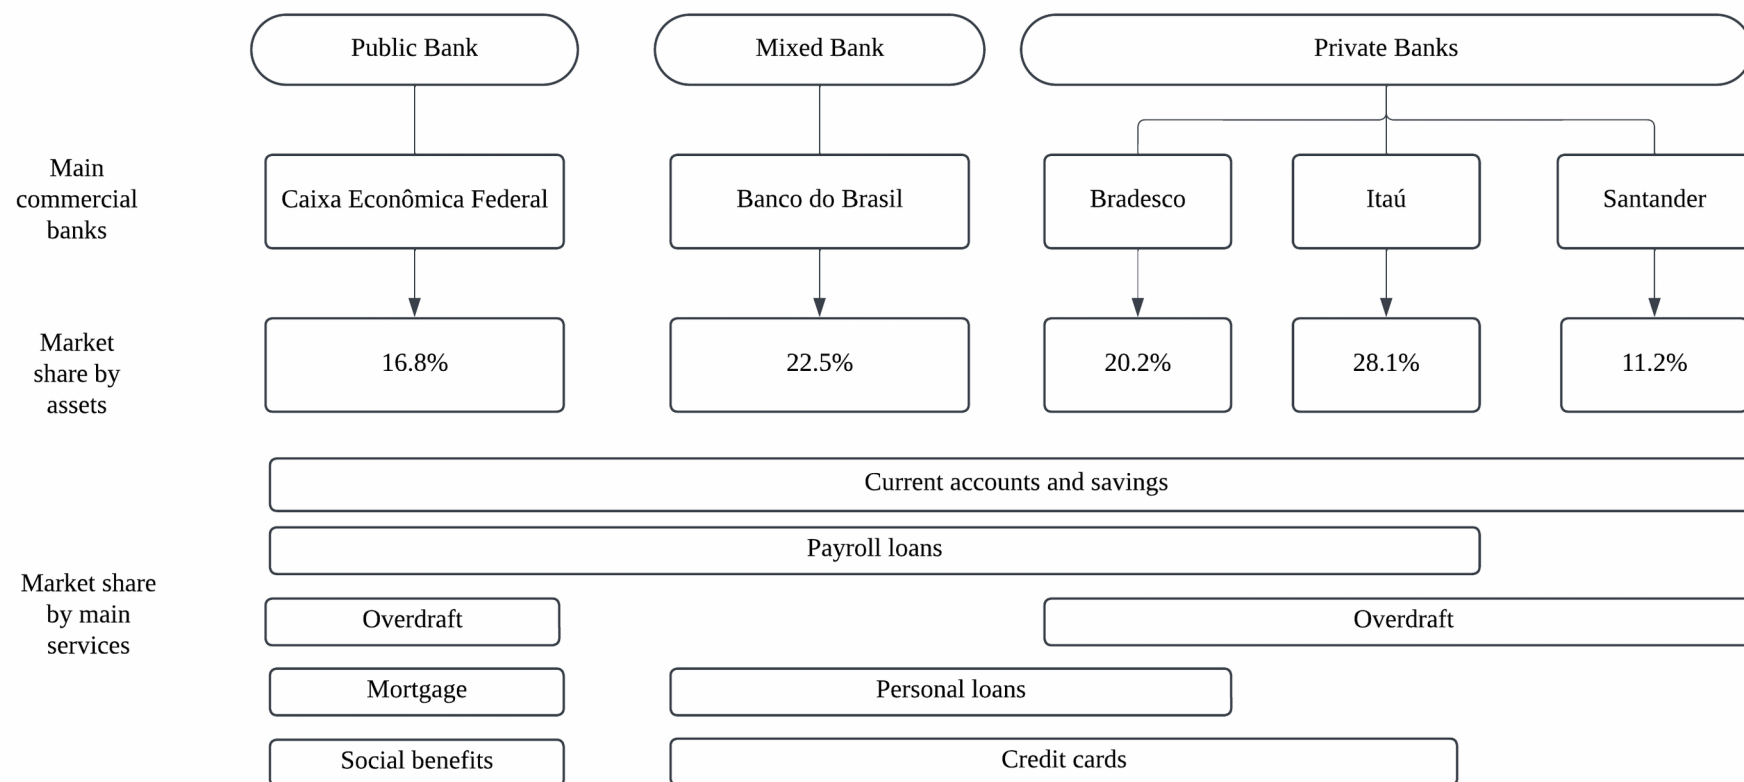 Public Bank
Mixed Bank
Private Banks
Main
commercial
banks
Caixa Econômica Federal
Banco do Brasil
Bradesco
Itaú
Santander
Market
share by
assets
16.8%
22.5%
20.2%
28.1%
11.2%
Current accounts and savings
Payroll loans
Market share
by main
services
Overdraft
Overdraft
Mortgage
Personal loans
Social benefits
Credit cards